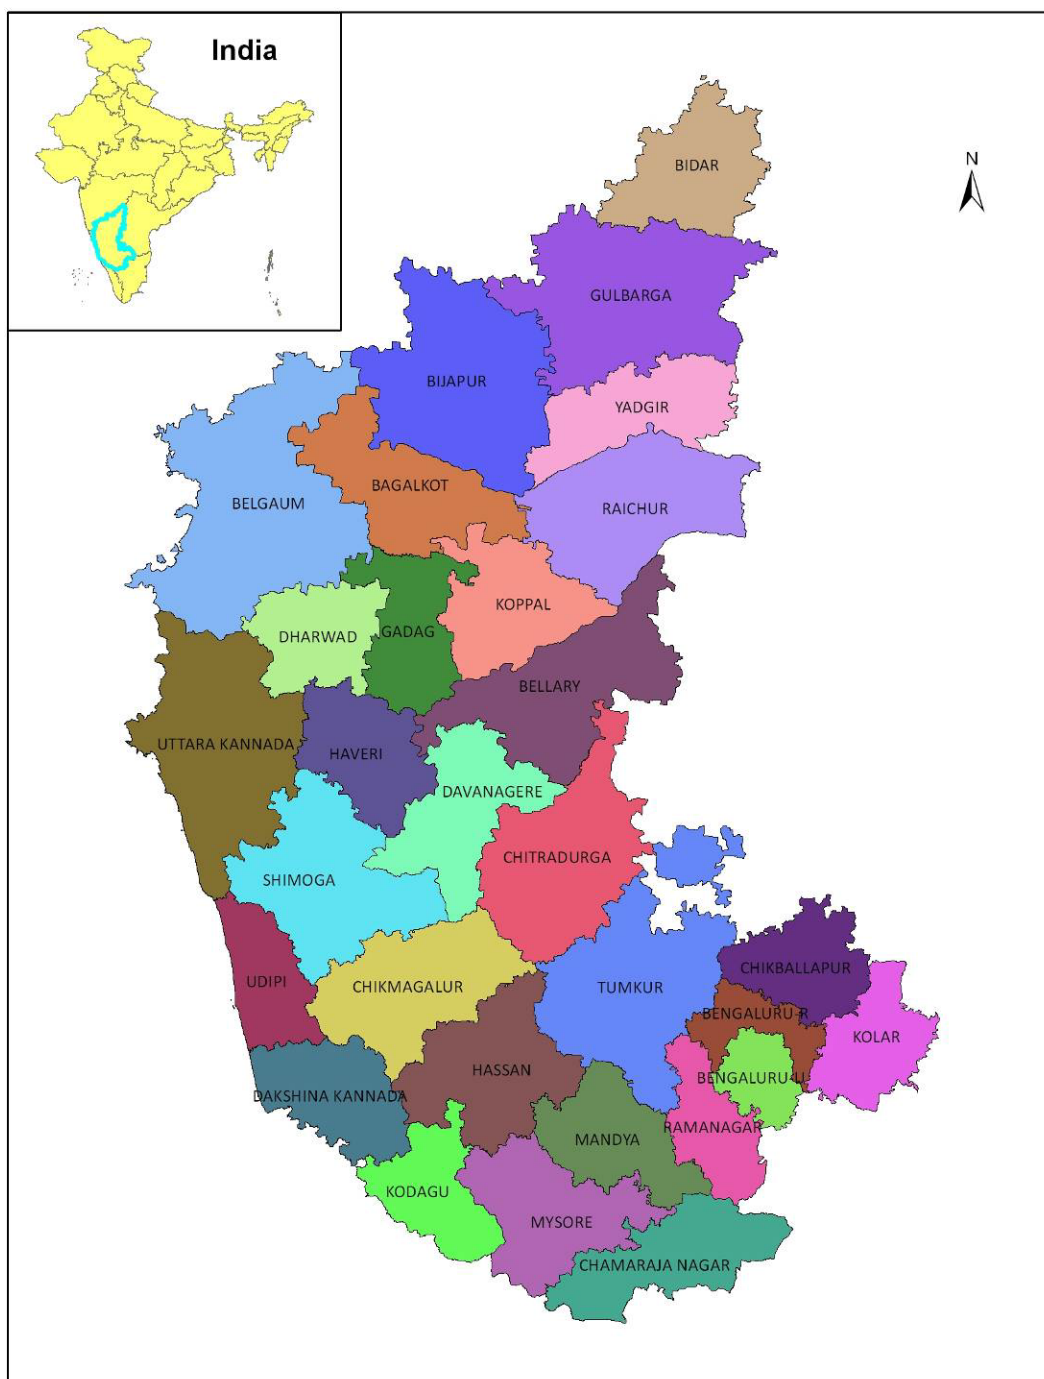 India
N
BIDAR
GULBARGA
BIJAPUR
YADGIR
BAGALKOT
BELGAUM
RAICHUR
KOPPAL
DHARWAD
GADAG
BELLARY
UTTARA KANNADA
HAVERI
DAVANAGERE
CHITRADURGA
SHIMOGA
UDIPI
CHIKMAGALUR
TUMKUR
CHIKBALLAPUR
BENGALURU-R
KOLAR
HASSAN
BENGALURU-U
DAKSHINA KANNADA
RAMANAGAR
MANDYA
KODAGU
MYSORE
CHAMARAJA NAGAR